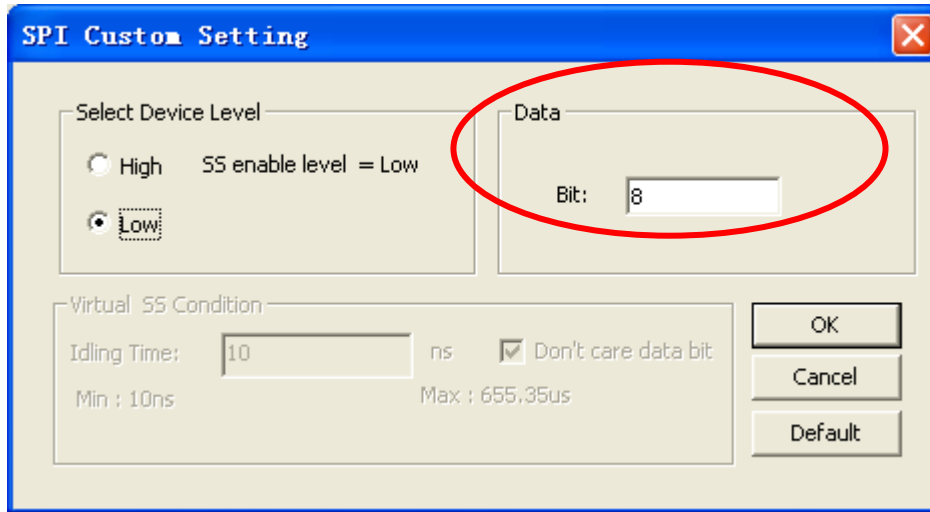 SPI Custom Setting
Select Device Level
High SS enable level = Low
Low
Data
Bit: 8
Virtual SS Condition
Idling Time: 10 ns Don't care data bit
Min : 10ns Max : 655.35us
OK
Cancel
Default